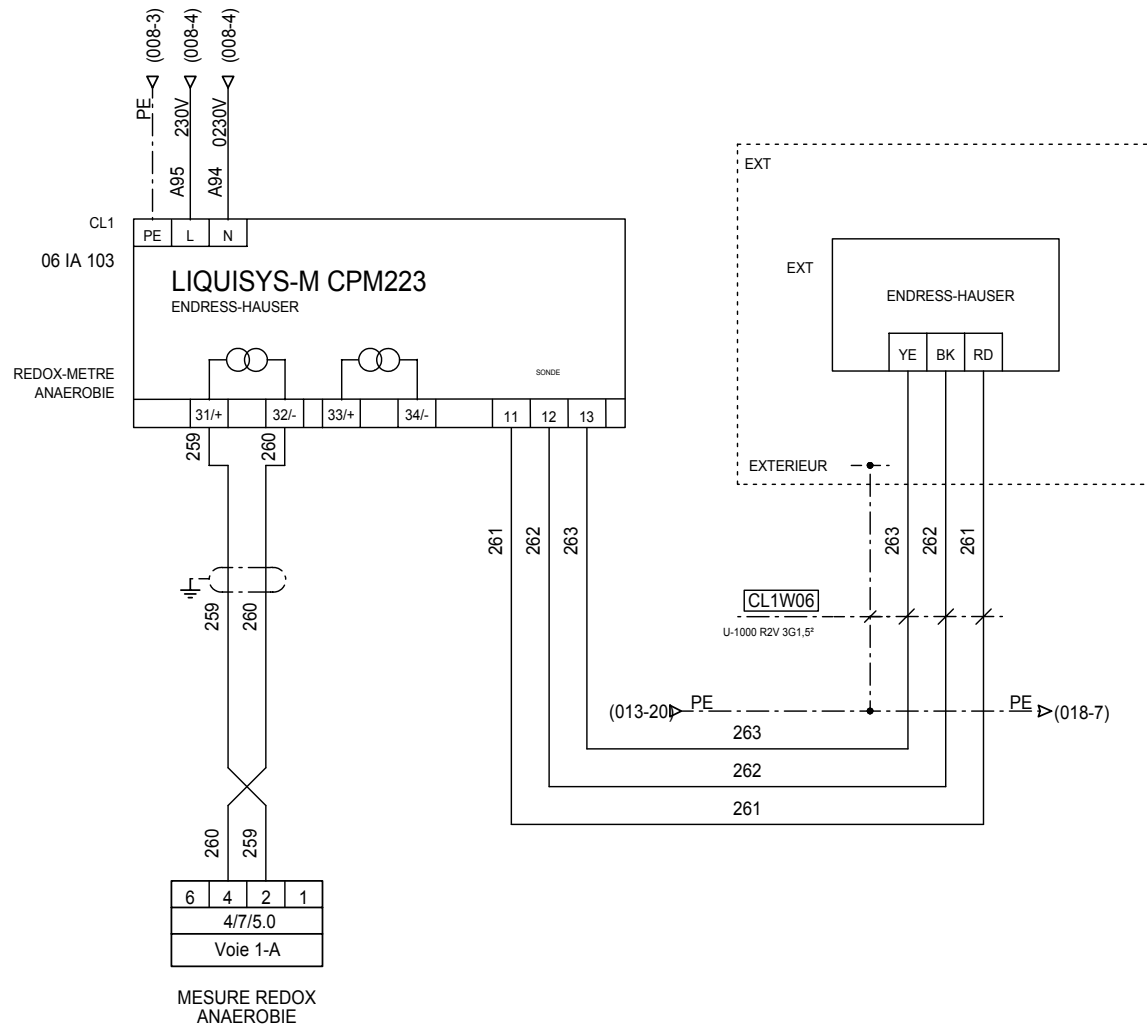 (008-3)
(008-4)
(008-4)
PE
230V
0230V
A95
A94
CL1
PE L N
06 IA 103
LIQUISYS-M CPM223
ENDRESS-HAUSER
REDOX-METRE
ANAEROBIE
SONDE
31/+ 32/- 33/+ 34/- 11 12 13
259
260
261
262
263
EXT
EXT
ENDRESS-HAUSER
YE BK RD
EXTERIEUR
263
262
261
259
260
CL1W06
U-1000 R2V 3G1,5²
(013-20)
PE
PE
(018-7)
263
262
261
260
259
6 4 2 1
4/7/5.0
Voie 1-A
MESURE REDOX
ANAEROBIE